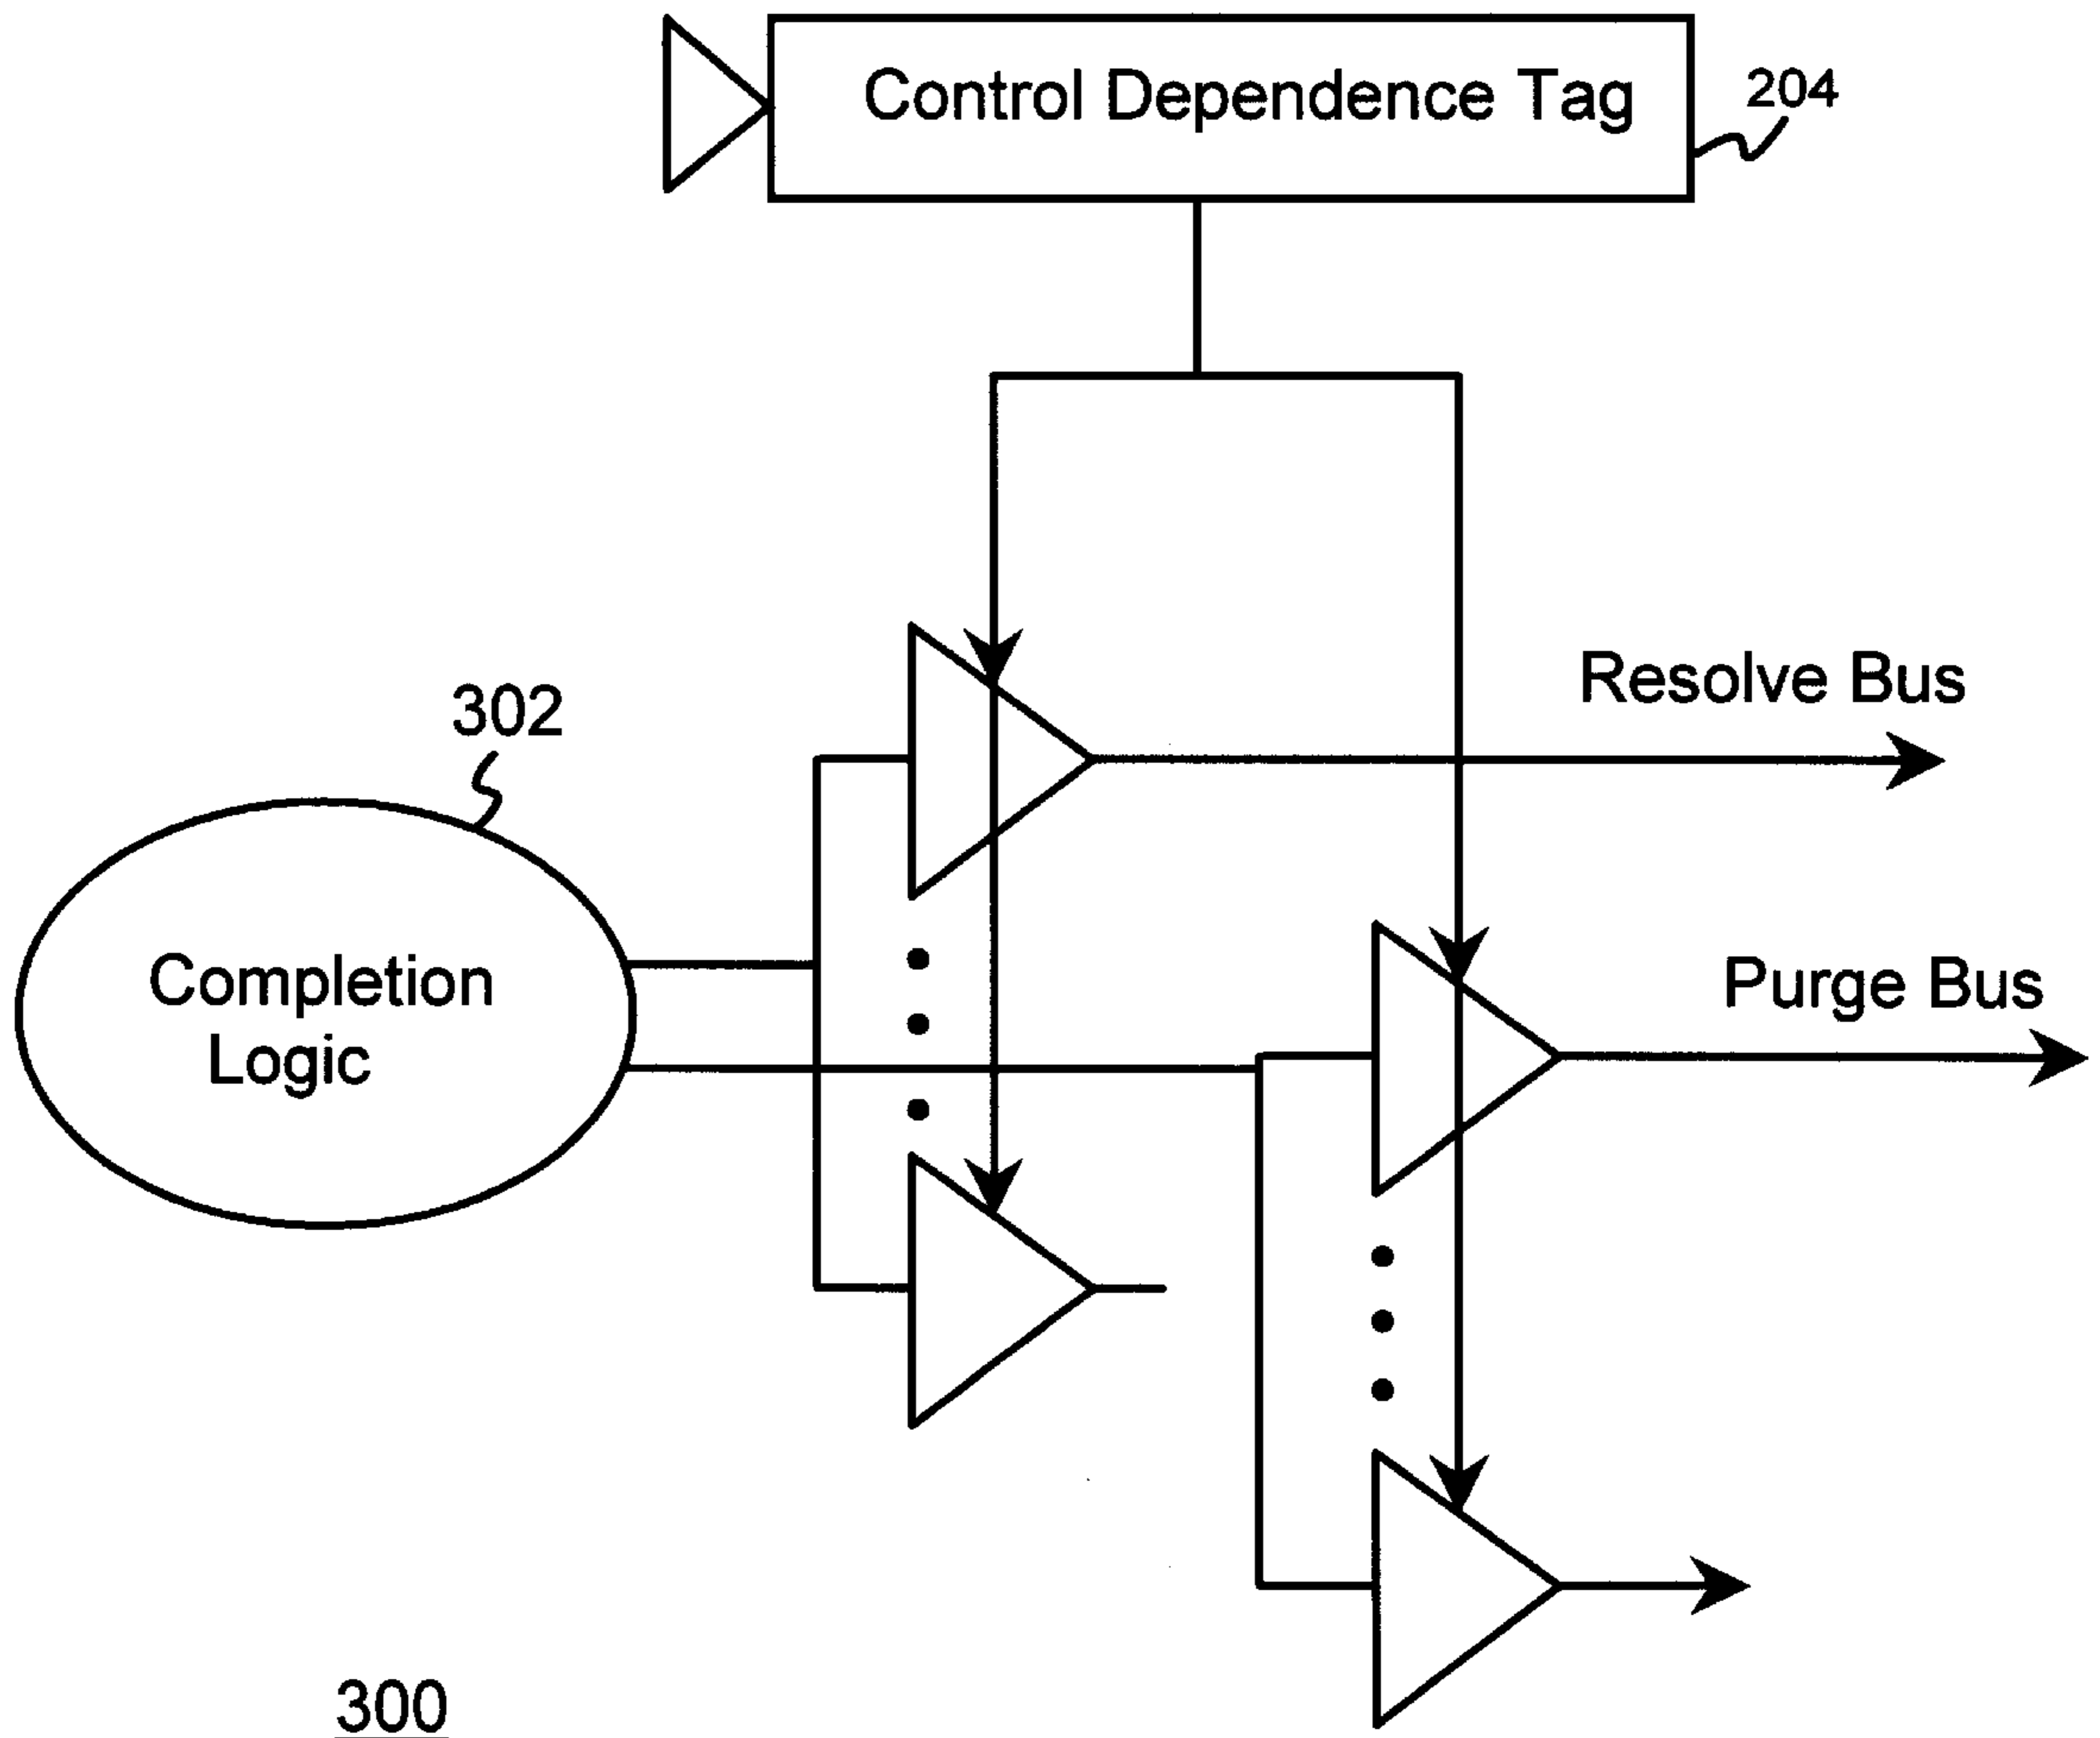 Control Dependence Tag
204
Resolve Bus
302
Completion
Logic
Purge Bus
300